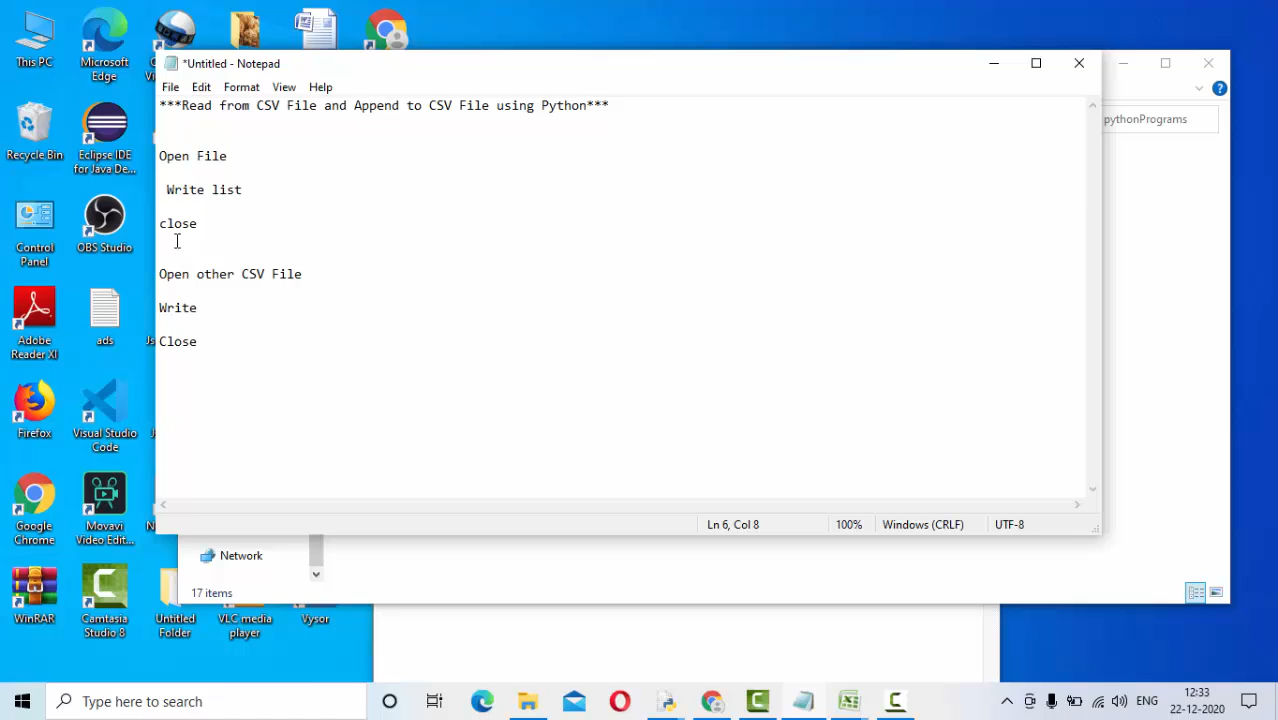 This PC
Microsoft
Edge
*Untitled - Notepad
File Edit Format View Help
***Read from CSV File and Append to CSV File using Python***
Open File
Write list
close
Open other CSV File
Write
Close
Ln 6, Col 8
100%
Windows (CRLF)
UTF-8
pythonPrograms
Recycle Bin
Eclipse IDE
for Java De...
Control
Panel
OBS Studio
Adobe
Reader XI
ads
Firefox
Visual Studio
Code
Google
Chrome
Movavi
Video Edit...
WinRAR
Camtasia
Studio 8
Untitled
Folder
VLC media
player
Vysor
Network
17 items
Type here to search
ENG
12:33
22-12-2020